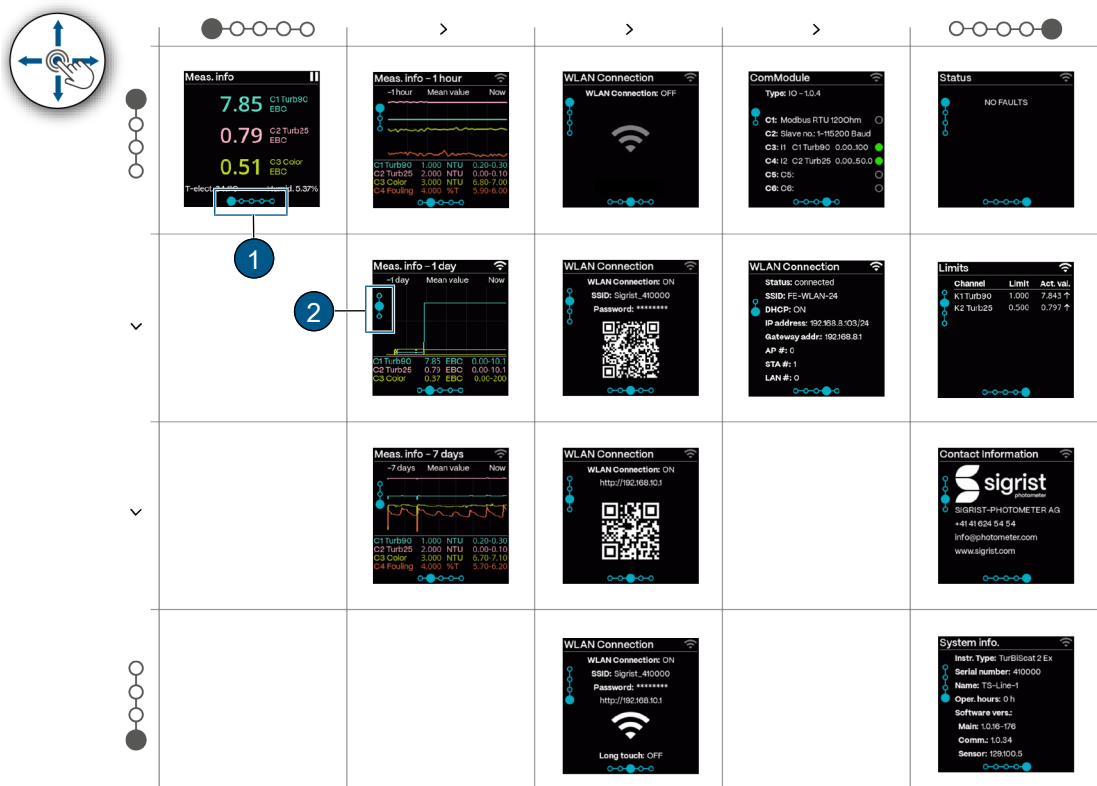 Meas. info
7.85 C1 Turb90
EBC
0.79 C2 Turb25
EBC
0.51 C3 Color
EBC
T-elect. Humid. 5.37%
1
Meas. info – 1 hour
-1 hour Mean value Now
C1 Turb90 1.000 NTU 0.20-0.30
C2 Turb25 2.000 NTU 0.00-0.10
C3 Color 3.000 NTU 6.80-7.00
C4 Fouling 4.000 %T 5.90-6.00
WLAN Connection
WLAN Connection: OFF
ComModule
Type: IO – 1.0.4
C1: Modbus RTU 120Ohm
C2: Slave no.: 1-115200 Baud
C3: I1 C1 Turb90 0.00..100
C4: I2 C2 Turb25 0.00..50.0
C5: C5:
C6: C6:
Status
NO FAULTS
2
Meas. info – 1 day
-1 day Mean value Now
C1 Turb90 7.85 EBC 0.00-10.1
C2 Turb25 0.79 EBC 0.00-10.1
C3 Color 0.37 EBC 0.00-200
WLAN Connection
WLAN Connection: ON
SSID: Sigrist_410000
Password: ********
WLAN Connection
Status: connected
SSID: FE-WLAN-24
DHCP: ON
IP address: 192.168.8.103/24
Gateway addr.: 192.168.8.1
AP #: 0
STA #: 1
LAN #: 0
Limits
Channel Limit Act. val.
K1 Turb90 1.000 7.843 ↑
K2 Turb25 0.500 0.797 ↑
Meas. info – 7 days
-7 days Mean value Now
C1 Turb90 1.000 NTU 0.20-0.30
C2 Turb25 2.000 NTU 0.00-0.10
C3 Color 3.000 NTU 6.70-7.10
C4 Fouling 4.000 %T 5.70-6.20
WLAN Connection
WLAN Connection: ON
http://192.168.10.1
Contact Information
sigrist
photometer
SIGRIST-PHOTOMETER AG
+41 41 624 54 54
info@photometer.com
www.sigrist.com
WLAN Connection
WLAN Connection: ON
SSID: Sigrist_410000
Password: ********
http://192.168.10.1
Long touch: OFF
System info.
Instr. Type: TurBiScat 2 Ex
Serial number: 410000
Name: TS-Line-1
Oper. hours: 0 h
Software vers.:
Main: 1.0.16-176
Comm.: 1.0.34
Sensor: 129.100.5